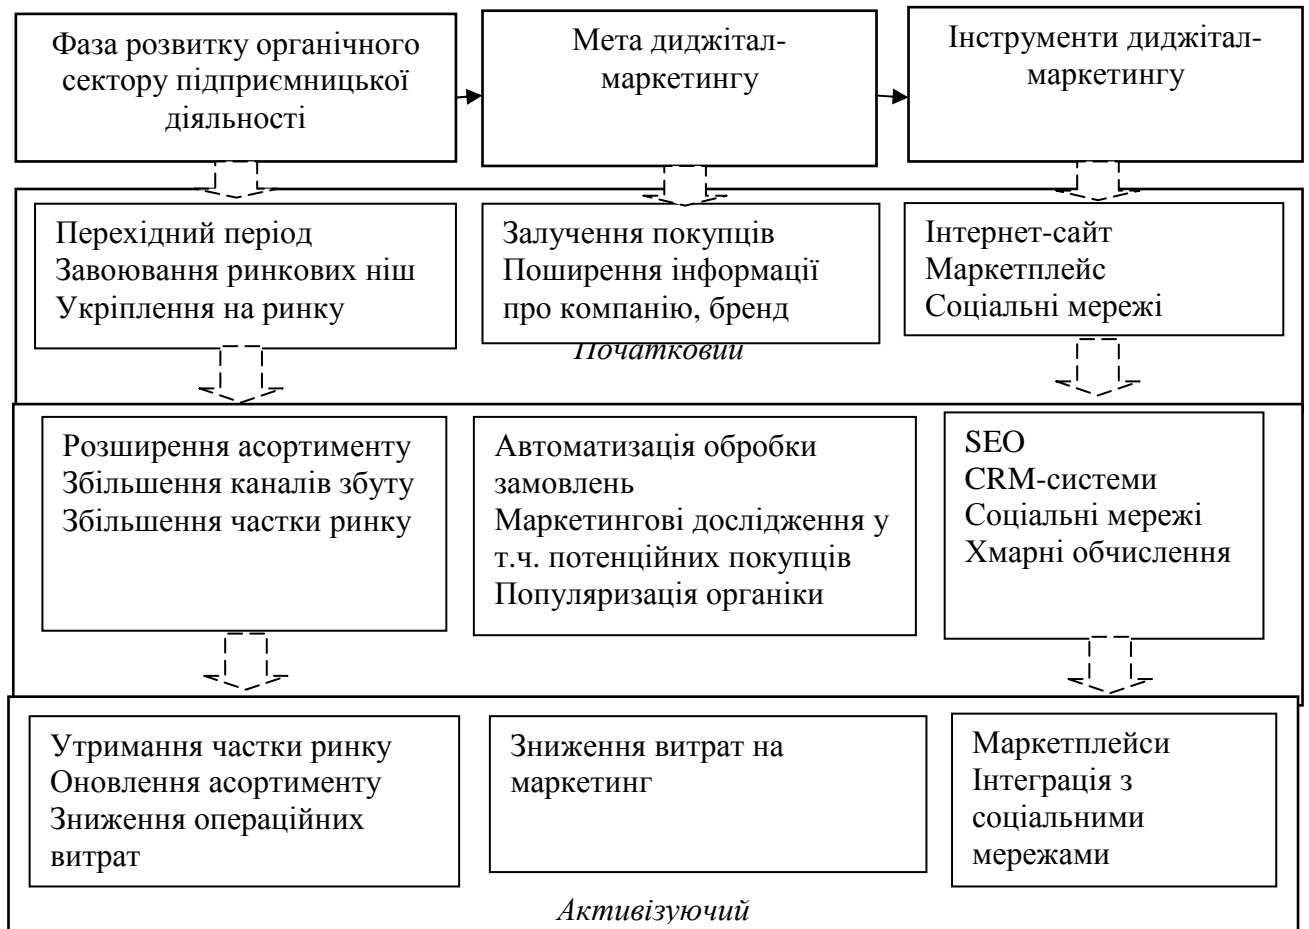 Фаза розвитку органічного
сектору підприємницької
діяльності
Мета диджітал-
маркетингу
Інструменти диджітал-
маркетингу
Перехідний період
Завоювання ринкових ніш
Укріплення на ринку
Залучення покупців
Поширення інформації
про компанію, бренд
Інтернет-сайт
Маркетплейс
Соціальні мережі
Початковий
Розширення асортименту
Збільшення каналів збуту
Збільшення частки ринку
Автоматизація обробки
замовлень
Маркетингові дослідження у
т.ч. потенційних покупців
Популяризація органіки
SEO
CRM-системи
Соціальні мережі
Хмарні обчислення
Утримання частки ринку
Оновлення асортименту
Зниження операційних
витрат
Зниження витрат на
маркетинг
Маркетплейси
Інтеграція з
соціальними
мережами
Активізуючий